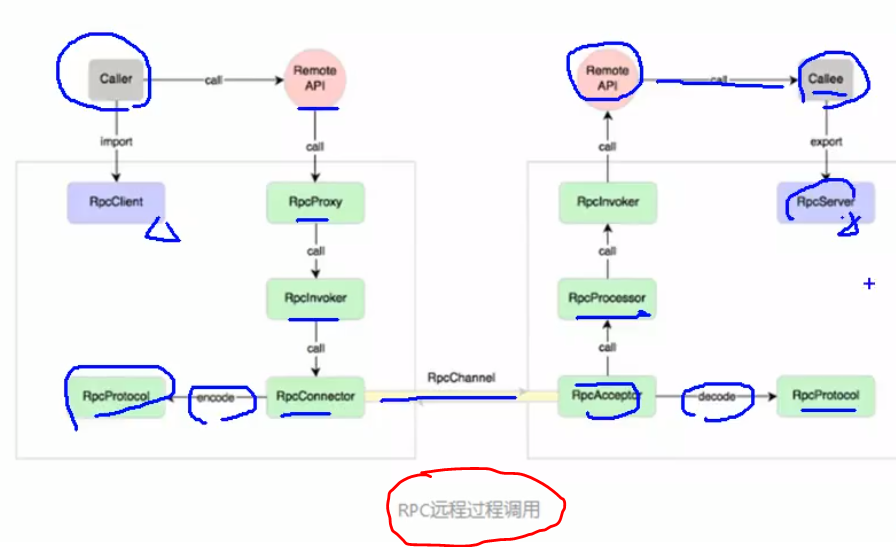 Caller
call
Remote
API
Remote
API
call
Callee
import
call
call
export
RpcClient
RpcProxy
RpcInvoker
RpcServer
call
call
RpcInvoker
RpcProcessor
call
call
RpcChannel
RpcProtocol
encode
RpcConnector
RpcAcceptor
decode
RpcProtocol
RPC远程过程调用